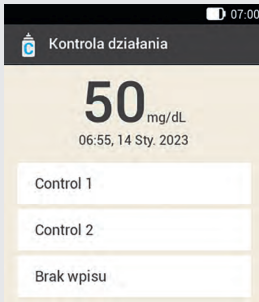 07:00
C Kontrola działania
50 mg/dL
06:55, 14 Sty. 2023
Control 1
Control 2
Brak wpisu